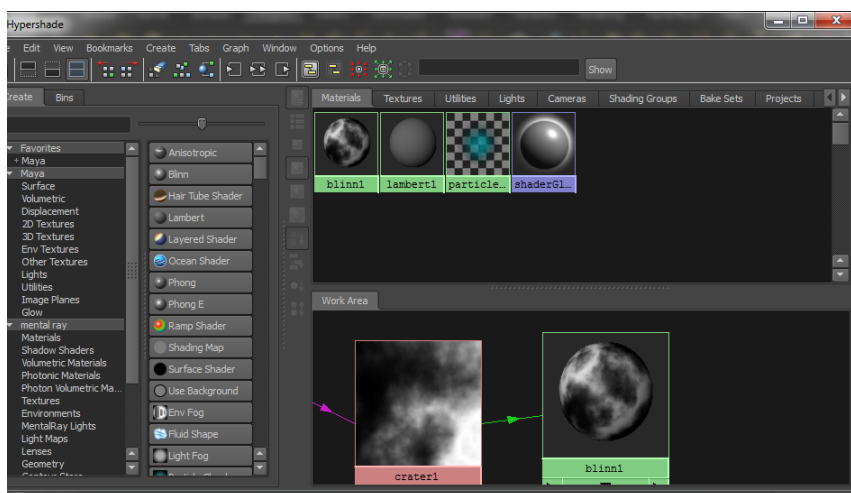 Hypershade
Edit View Bookmarks Create Tabs Graph Window Options Help
Show
Create Bins
Favorites
+ Maya
Maya
Surface
Volumetric
Displacement
2D Textures
3D Textures
Env Textures
Other Textures
Lights
Utilities
Image Planes
Glow
mental ray
Materials
Shadow Shaders
Volumetric Materials
Photonic Materials
Photon Volumetric Ma...
Textures
Environments
MentalRay Lights
Light Maps
Lenses
Geometry
Anisotropic
Blinn
Hair Tube Shader
Lambert
Layered Shader
Ocean Shader
Phong
Phong E
Ramp Shader
Shading Map
Surface Shader
Use Background
Env Fog
Fluid Shape
Light Fog
Materials Textures Utilities Lights Cameras Shading Groups Bake Sets Projects
blinn1 lambert1 particle... shaderGl...
Work Area
crater1
blinn1